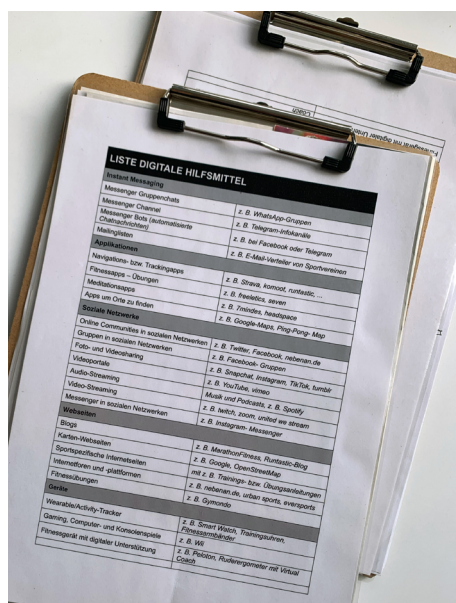 LISTE DIGITALE HILFSMITTEL
Instant Messaging
Messenger Gruppenchats z. B. WhatsApp-Gruppen
Messenger Channel z. B. Telegram-Infokanäle
Messenger Bots (automatisierte z. B. bei Facebook oder Telegram
Chatnachrichten)
Mailinglisten z. B. E-Mail-Verteiler von Sportvereinen
Applikationen
Navigations- bzw. Trackingapps z. B. Strava, komoot, runtastic, ...
Fitnessapps – Übungen z. B. freeletics, seven
Meditationsapps z. B. 7mindes, headspace
Apps um Orte zu finden z. B. Google-Maps, Ping-Pong- Map
Soziale Netzwerke
Online Communities in sozialen Netzwerken z. B. Twitter, Facebook, nebenan.de
Gruppen in sozialen Netzwerken z. B. Facebook- Gruppen
Foto- und Videosharing z. B. Snapchat, Instagram, TikTok, tumblr
Videoportale z. B. YouTube, vimeo
Audio-Streaming Musik und Podcasts, z. B. Spotify
Video-Streaming z. B. twitch, zoom, united we stream
Messenger in sozialen Netzwerken z. B. Instagram- Messenger
Webseiten
Blogs z. B. MarathonFitness, Runtastic-Blog
Karten-Webseiten z. B. Google, OpenStreetMap
Sportspezifische Internetseiten mit z. B. Trainings- bzw. Übungsanleitungen
Internetforen und -plattformen z. B. nebenan.de, urban sports, eversports
Fitnessübungen z. B. Gymondo
Geräte
Wearable/Activity-Tracker z. B. Smart Watch, Trainingsuhren,
Fitnessarmbänder
Gaming, Computer- und Konsolenspiele z. B. Wii
Fitnessgerät mit digitaler Unterstützung z. B. Peloton, Ruderergometer mit Virtual
Coach
Coach
mit digitaler